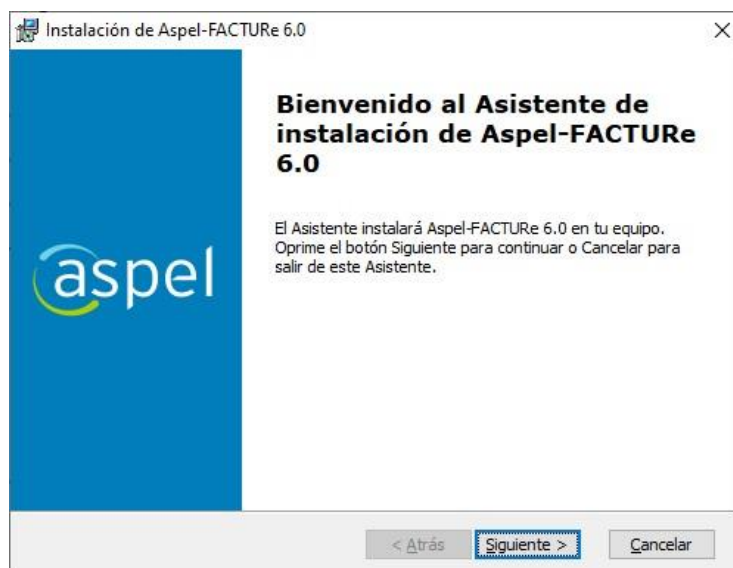 Instalación de Aspel-FACTURe 6.0
Bienvenido al Asistente de
instalación de Aspel-FACTURe
6.0
El Asistente instalará Aspel-FACTURe 6.0 en tu equipo.
Oprime el botón Siguiente para continuar o Cancelar para
salir de este Asistente.
aspel
< Atrás Siguiente > Cancelar